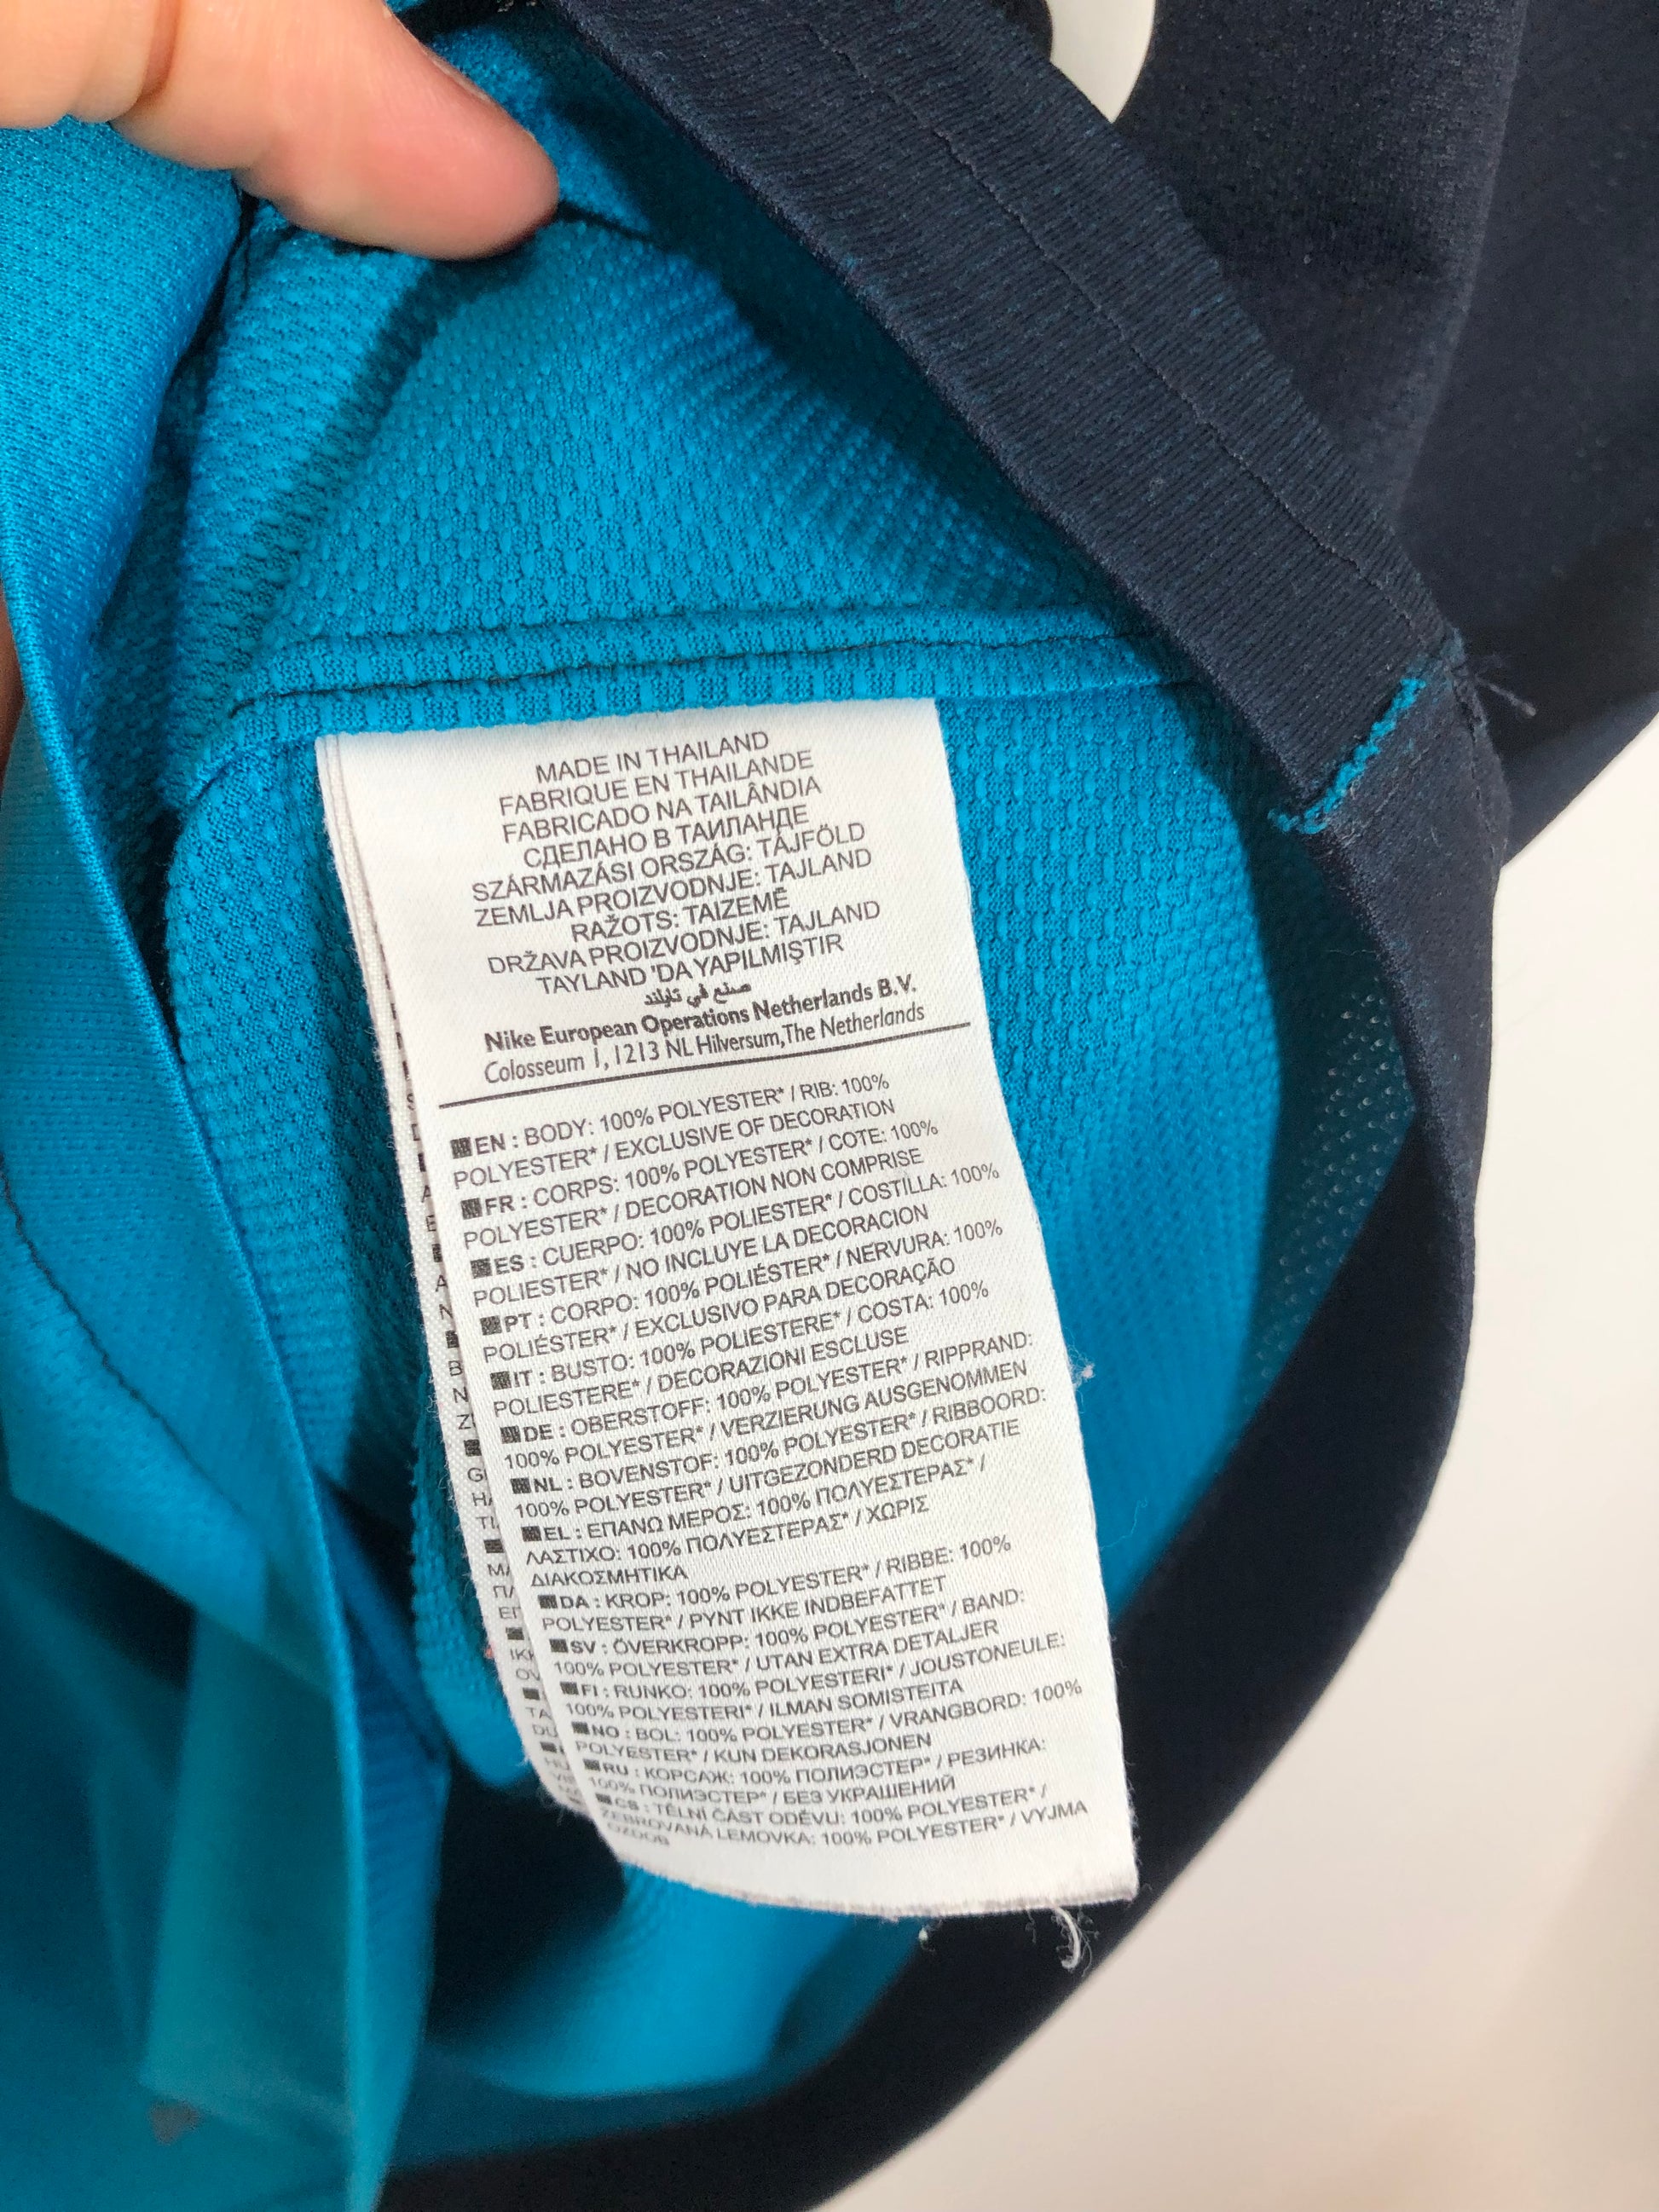 MADE IN THAILAND
FABRIQUE EN THAILANDE
FABRICADO NA TAILÂNDIA
СДЕЛАНО В ТАИЛАНДЕ
SZÁRMAZÁSI ORSZÁG: TÁJFÖLD
ZEMLJA PROIZVODNJE: TAJLAND
RAŽOTS: TAIZEMĒ
DRŽAVA PROIZVODNJE: TAJLAND
TAYLAND 'DA YAPILMIŞTIR
صنع في تايلند
Nike European Operations Netherlands B.V.
Colosseum 1, 1213 NL Hilversum, The Netherlands
EN : BODY: 100% POLYESTER* / RIB: 100%
POLYESTER* / EXCLUSIVE OF DECORATION
FR : CORPS: 100% POLYESTER* / COTE: 100%
POLYESTER* / DECORATION NON COMPRISE
ES : CUERPO: 100% POLIESTER* / COSTILLA: 100%
POLIESTER* / NO INCLUYE LA DECORACION
PT : CORPO: 100% POLIÉSTER* / NERVURA: 100%
POLIÉSTER* / EXCLUSIVO PARA DECORAÇÃO
IT : BUSTO: 100% POLIESTERE* / COSTA: 100%
POLIESTERE* / DECORAZIONI ESCLUSE
DE : OBERSTOFF: 100% POLYESTER* / RIPPRAND:
100% POLYESTER* / VERZIERUNG AUSGENOMMEN
NL : BOVENSTOF: 100% POLYESTER* / RIBBOORD:
100% POLYESTER* / UITGEZONDERD DECORATIE
EL : ΕΠΑΝΩ ΜΕΡΟΣ: 100% ΠΟΛΥΕΣΤΕΡΑΣ* /
ΛΑΣΤΙΧΟ: 100% ΠΟΛΥΕΣΤΕΡΑΣ* / ΧΩΡΙΣ
ΔΙΑΚΟΣΜΗΤΙΚΑ
DA : KROP: 100% POLYESTER* / RIBBE: 100%
POLYESTER* / PYNT IKKE INDBEFATTET
SV : ÖVERKROPP: 100% POLYESTER* / BAND:
100% POLYESTER* / UTAN EXTRA DETALJER
FI : RUNKO: 100% POLYESTERI* / JOUSTONEULE:
100% POLYESTERI* / ILMAN SOMISTEITA
NO : BOL: 100% POLYESTER* / VRANGBORD: 100%
POLYESTER* / KUN DEKORASJONEN
RU : КОРСАЖ: 100% ПОЛИЭСТЕР* / РЕЗИНКА:
100% ПОЛИЭСТЕР* / БЕЗ УКРАШЕНИЙ
CS : TĚLNÍ ČÁST ODĚVU: 100% POLYESTER* /
ŽEBROVANÁ LEMOVKA: 100% POLYESTER* / VYJMA
OZDOB